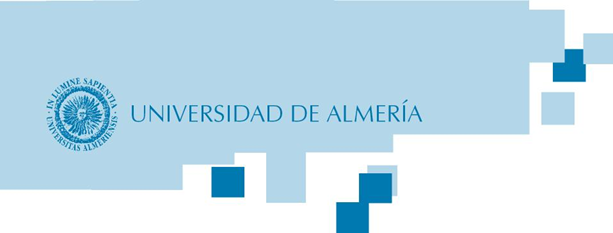 IN LUMINE SAPIENTIA
UNIVERSITAS ALMERIENSIS
UNIVERSIDAD DE ALMERÍA